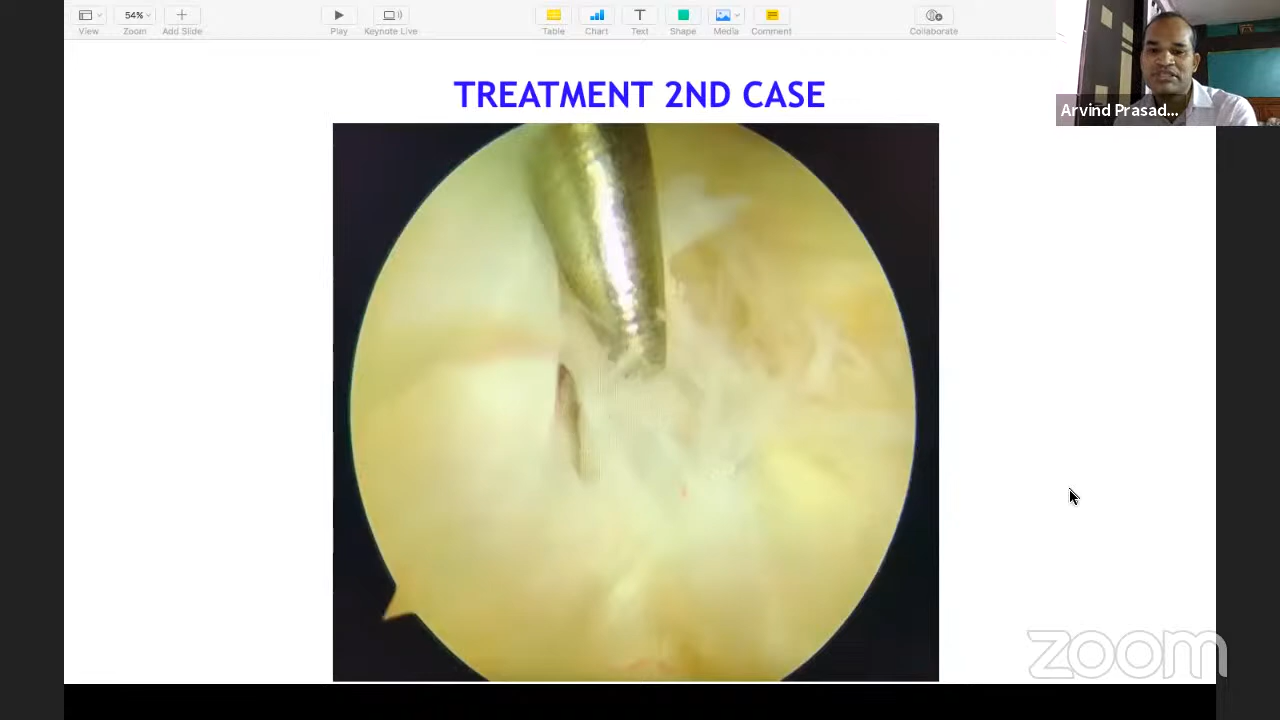 54%
View
Zoom
Add Slide
Play
Keynote Live
Table
Chart
Text
Shape
Media
Comment
Collaborate
Arvind Prasad...
TREATMENT 2ND CASE
zoom